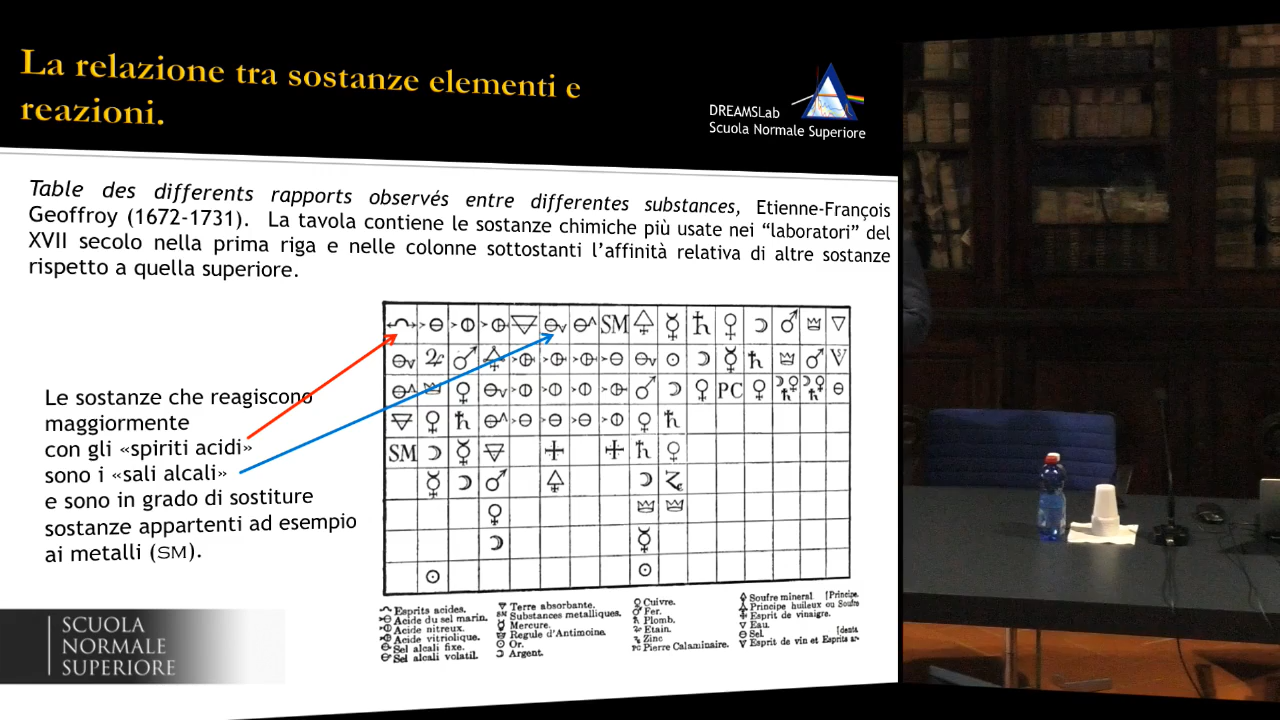 La relazione tra sostanze elementi e
reazioni.
DREAMSLab
Scuola Normale Superiore
Table des differents rapports observés entre differentes substances, Etienne-François
Geoffroy (1672-1731). La tavola contiene le sostanze chimiche più usate nei “laboratori” del
XVII secolo nella prima riga e nelle colonne sottostanti l’affinità relativa di altre sostanze
rispetto a quella superiore.
Le sostanze che reagiscono
maggiormente
con gli «spiriti acidi»
sono i «sali alcali»
e sono in grado di sostiture
sostanze appartenti ad esempio
ai metalli (SM).
SM
PC
SM
Esprits acides.
Acide du sel marin.
Acide nitreux.
Acide vitriolique.
Sel alcali fixe.
Sel alcali volatil.
Terre absorbante.
SM Substances metalliques.
Mercure.
Regule d'Antimoine.
Or.
Argent.
Cuivre.
Fer.
Plomb.
Etain.
Zinc
PC Pierre Calaminaire.
Soufre mineral [Principe.
Principe huileux ou Soufre
Esprit de vinaigre.
Eau.
Sel. [dents
Esprit de vin et Esprits ar-
SCUOLA
NORMALE
SUPERIORE